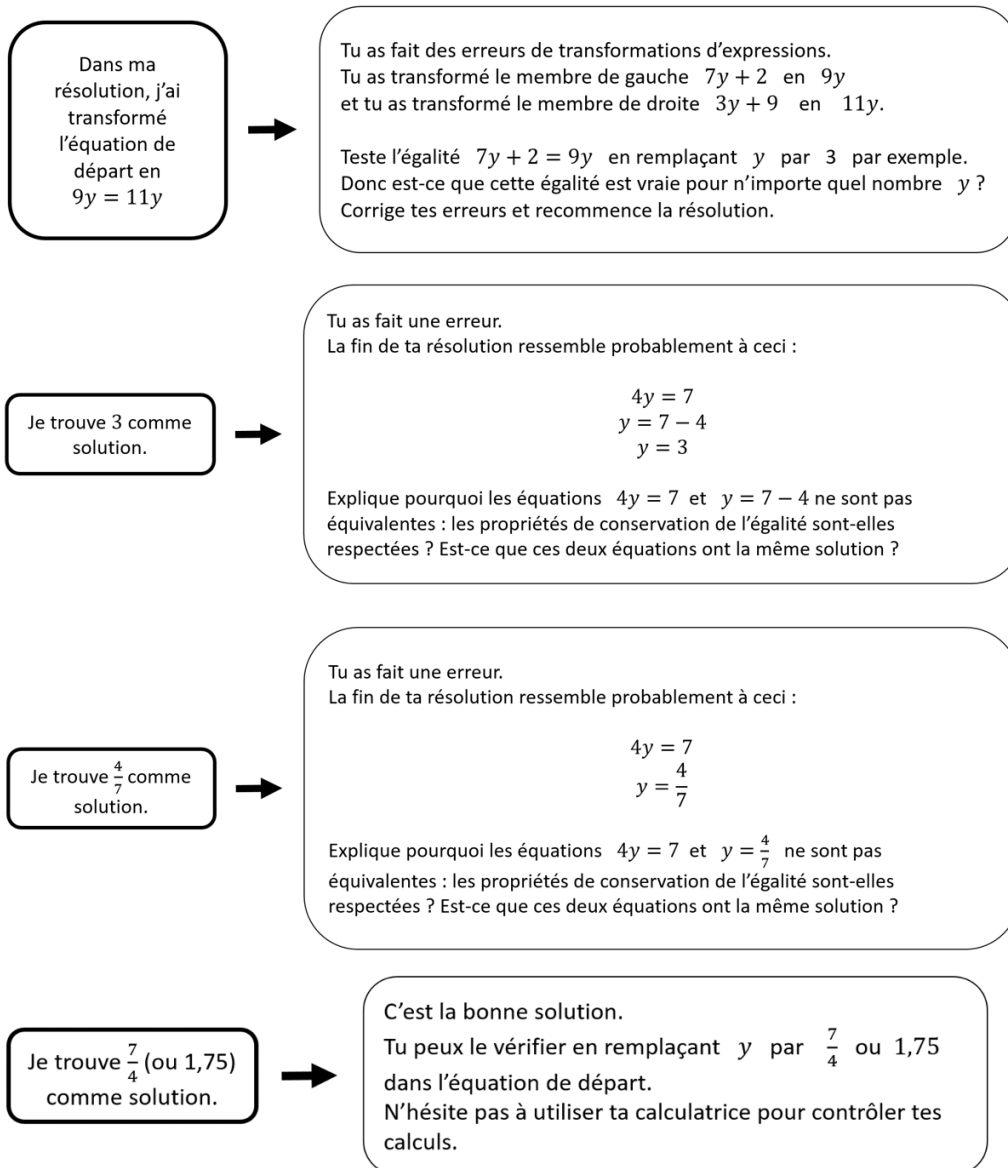 Dans ma
résolution, j’ai
transformé
l’équation de
départ en
9y = 11y
Tu as fait des erreurs de transformations d’expressions.
Tu as transformé le membre de gauche 7y + 2 en 9y
et tu as transformé le membre de droite 3y + 9 en 11y.
Teste l’égalité 7y + 2 = 9y en remplaçant y par 3 par exemple.
Donc est-ce que cette égalité est vraie pour n’importe quel nombre y ?
Corrige tes erreurs et recommence la résolution.
Je trouve 3 comme
solution.
Tu as fait une erreur.
La fin de ta résolution ressemble probablement à ceci :
4y = 7
y = 7 − 4
y = 3
Explique pourquoi les équations 4y = 7 et y = 7 − 4 ne sont pas
équivalentes : les propriétés de conservation de l’égalité sont-elles
respectées ? Est-ce que ces deux équations ont la même solution ?
Je trouve 4/7 comme
solution.
Tu as fait une erreur.
La fin de ta résolution ressemble probablement à ceci :
4y = 7
y = 4/7
Explique pourquoi les équations 4y = 7 et y = 4/7 ne sont pas
équivalentes : les propriétés de conservation de l’égalité sont-elles
respectées ? Est-ce que ces deux équations ont la même solution ?
Je trouve 7/4 (ou 1,75)
comme solution.
C’est la bonne solution.
Tu peux le vérifier en remplaçant y par 7/4 ou 1,75
dans l’équation de départ.
N’hésite pas à utiliser ta calculatrice pour contrôler tes
calculs.